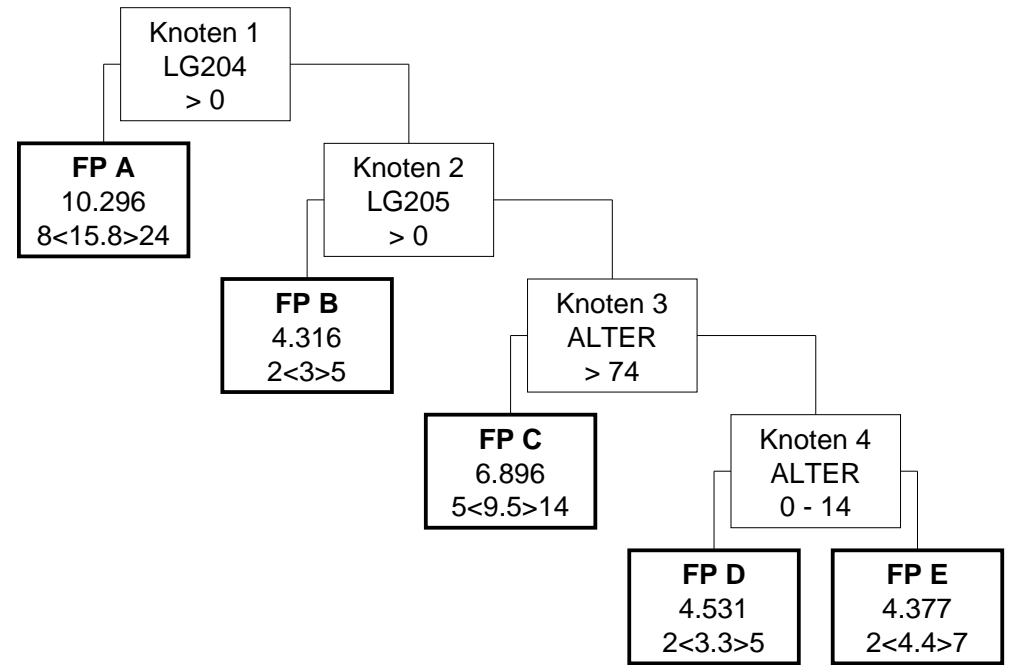 Knoten 1
LG204
> 0
FP A
10.296
8<15.8>24
Knoten 2
LG205
> 0
FP B
4.316
2<3>5
Knoten 3
ALTER
> 74
FP C
6.896
5<9.5>14
Knoten 4
ALTER
0 - 14
FP D
4.531
2<3.3>5
FP E
4.377
2<4.4>7